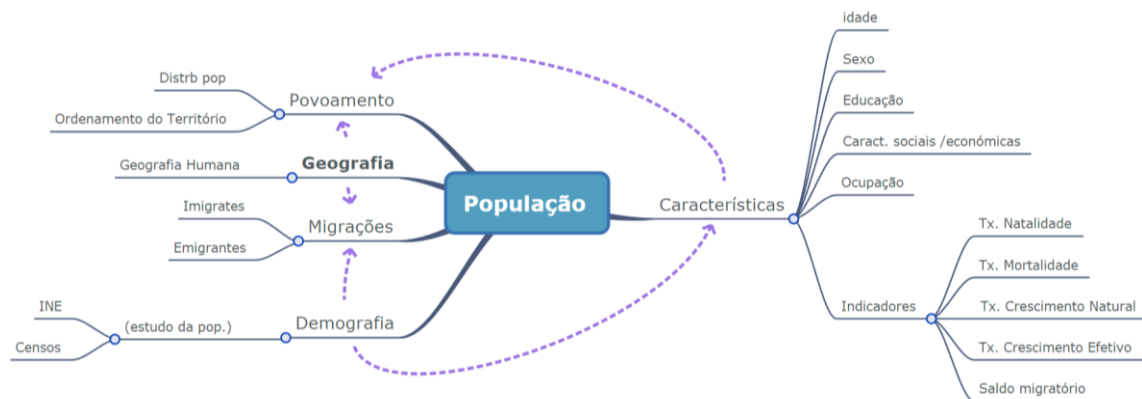 População
Povoamento
Distrb pop
Ordenamento do Território
Geografia
Geografia Humana
Migrações
Imigrates
Emigrantes
Demografia
(estudo da pop.)
INE
Censos
Características
idade
Sexo
Educação
Caract. sociais /económicas
Ocupação
Indicadores
Tx. Natalidade
Tx. Mortalidade
Tx. Crescimento Natural
Tx. Crescimento Efetivo
Saldo migratório